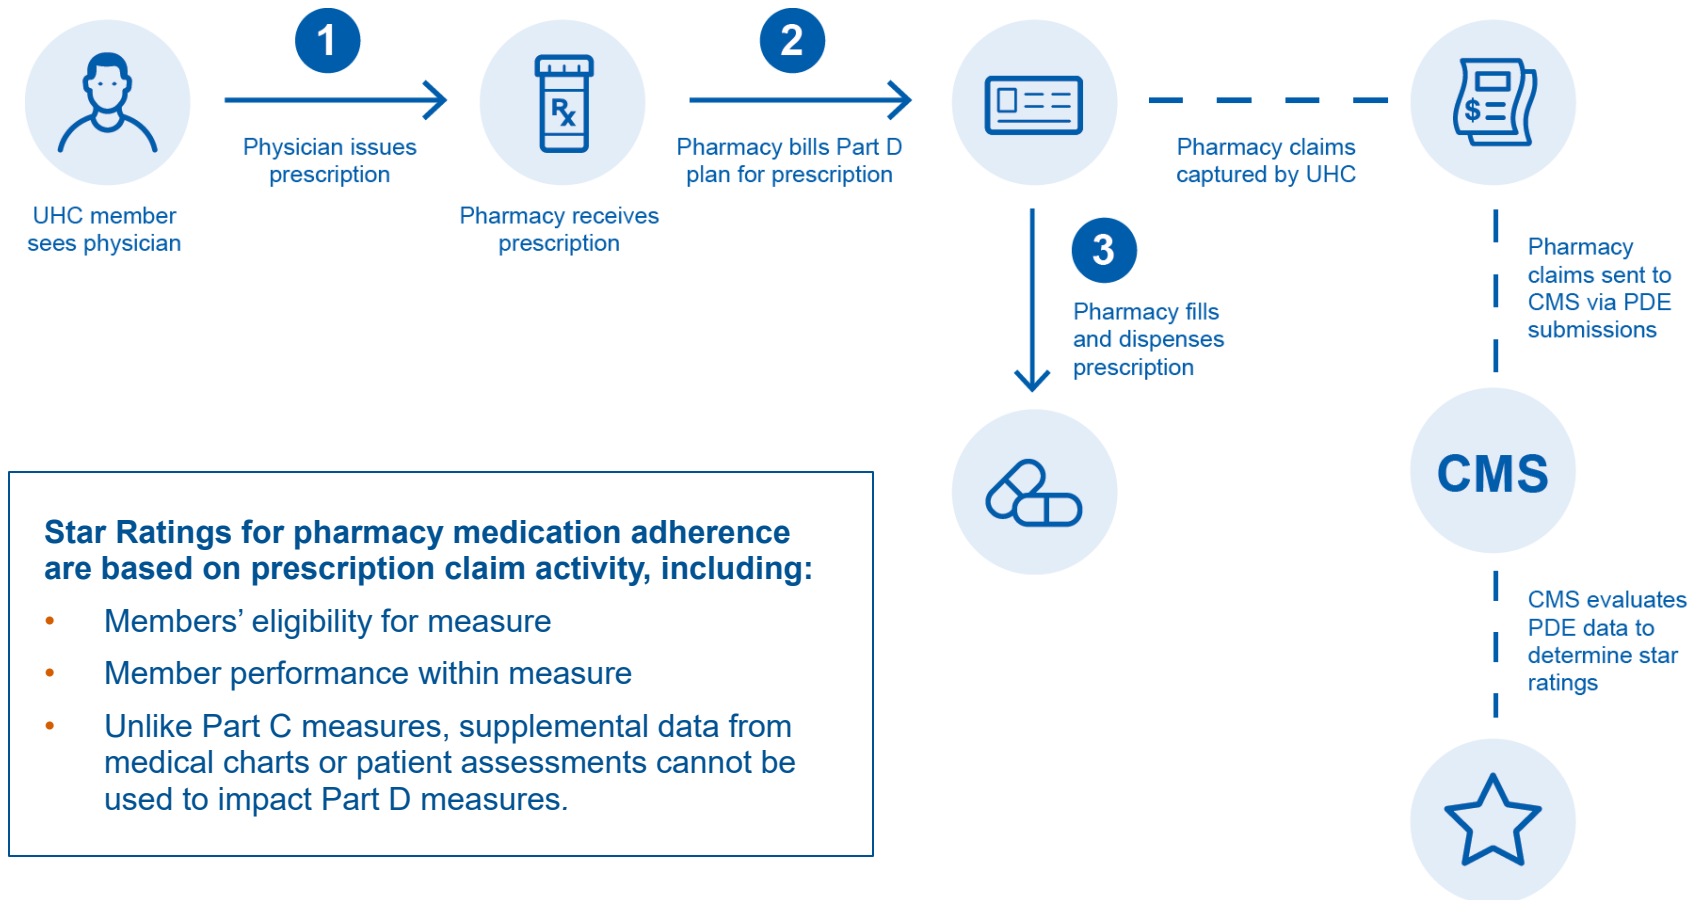 1
2
Physician issues
prescription
Pharmacy bills Part D
plan for prescription
Pharmacy claims
captured by UHC
Rx
$
UHC member
sees physician
Pharmacy receives
prescription
3
Pharmacy fills
and dispenses
prescription
Pharmacy
claims sent to
CMS via PDE
submissions
CMS
CMS evaluates
PDE data to
determine star
ratings
Star Ratings for pharmacy medication adherence
are based on prescription claim activity, including:
• Members’ eligibility for measure
• Member performance within measure
• Unlike Part C measures, supplemental data from
medical charts or patient assessments cannot be
used to impact Part D measures.